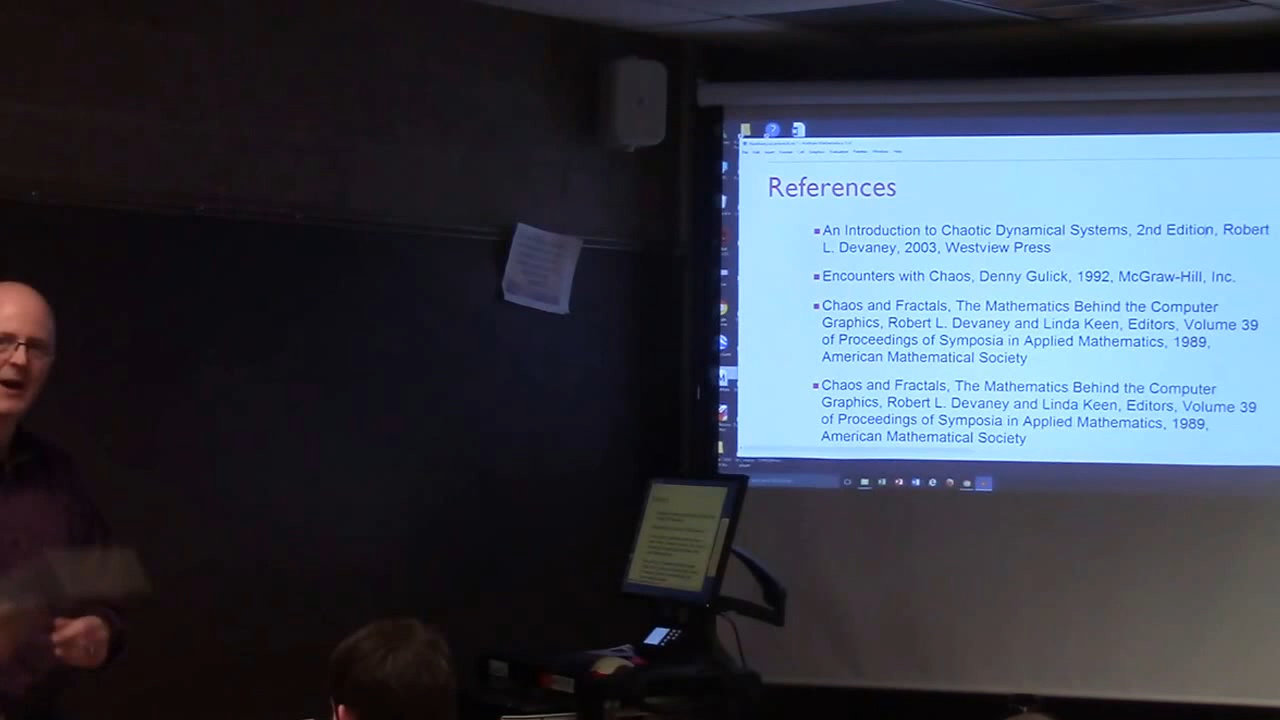 References
An Introduction to Chaotic Dynamical Systems, 2nd Edition, Robert
L. Devaney, 2003, Westview Press
Encounters with Chaos, Denny Gulick, 1992, McGraw-Hill, Inc.
Chaos and Fractals, The Mathematics Behind the Computer
Graphics, Robert L. Devaney and Linda Keen, Editors, Volume 39
of Proceedings of Symposia in Applied Mathematics, 1989,
American Mathematical Society
Chaos and Fractals, The Mathematics Behind the Computer
Graphics, Robert L. Devaney and Linda Keen, Editors, Volume 39
of Proceedings of Symposia in Applied Mathematics, 1989,
American Mathematical Society